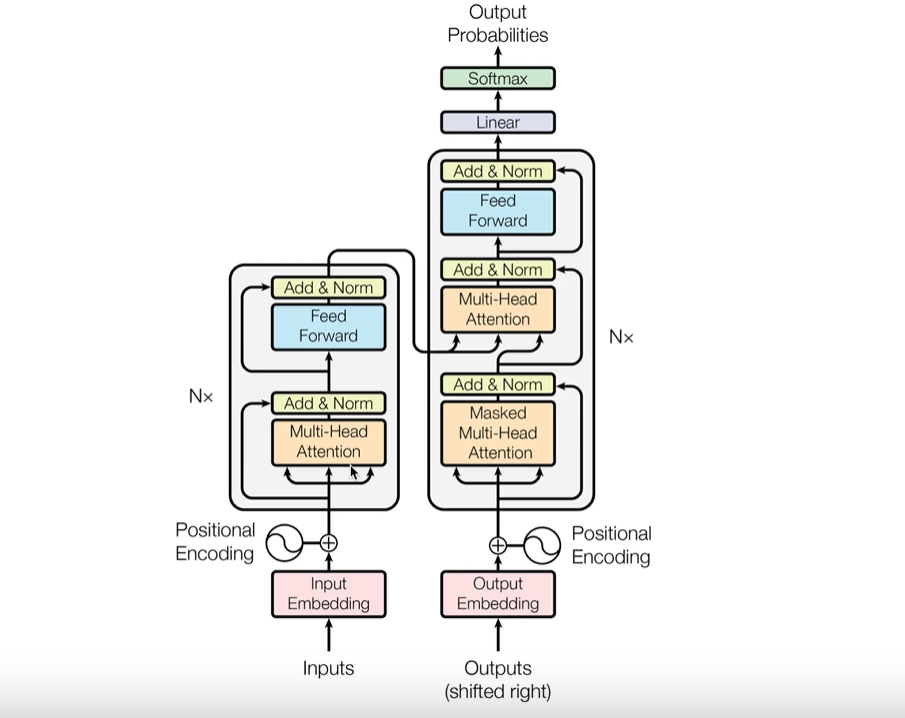 Output
Probabilities
Softmax
Linear
Add & Norm
Feed
Forward
Add & Norm
Multi-Head
Attention
Add & Norm
Masked
Multi-Head
Attention
Nx
Add & Norm
Feed
Forward
Add & Norm
Multi-Head
Attention
Nx
Positional
Encoding
Positional
Encoding
Input
Embedding
Output
Embedding
Inputs
Outputs
(shifted right)